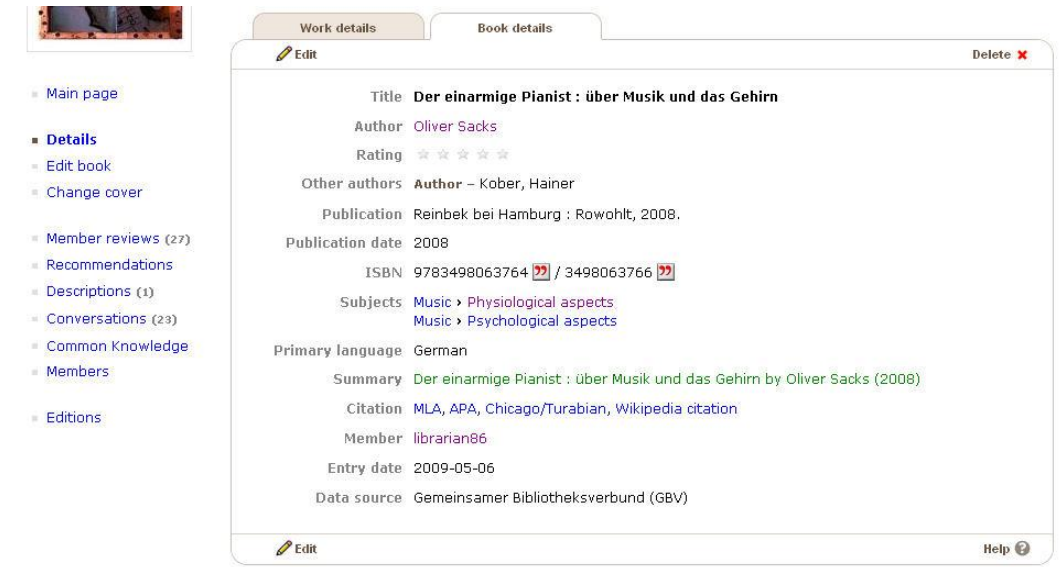 Work details
Book details
Edit
Delete
Main page
Details
Edit book
Change cover
Member reviews (27)
Recommendations
Descriptions (1)
Conversations (23)
Common Knowledge
Members
Editions
Title Der einarmige Pianist : über Musik und das Gehirn
Author Oliver Sacks
Rating
Other authors Author – Kober, Hainer
Publication Reinbek bei Hamburg : Rowohlt, 2008.
Publication date 2008
ISBN 9783498063764 / 3498063766
Subjects Music › Physiological aspects
Music › Psychological aspects
Primary language German
Summary Der einarmige Pianist : über Musik und das Gehirn by Oliver Sacks (2008)
Citation MLA, APA, Chicago/Turabian, Wikipedia citation
Member librarian86
Entry date 2009-05-06
Data source Gemeinsamer Bibliotheksverbund (GBV)
Edit
Help ?